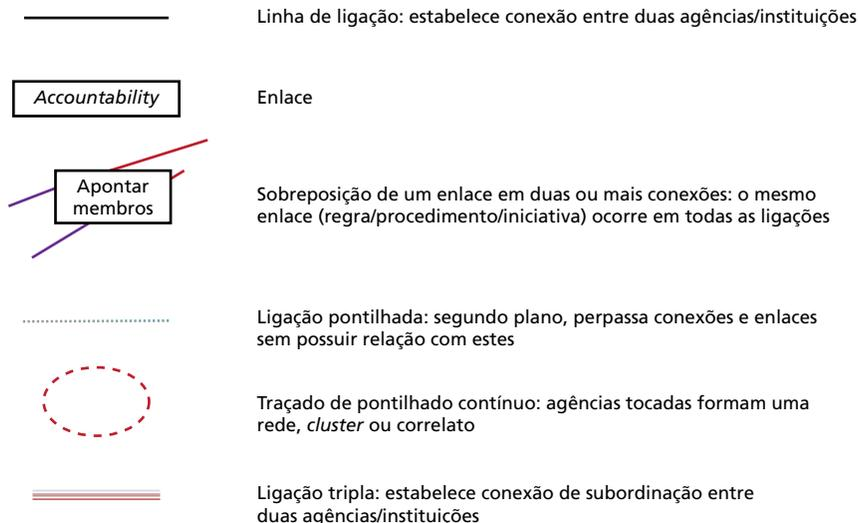 Linha de ligação: estabelece conexão entre duas agências/instituições
Accountability
Enlace
Apontar
membros
Sobreposição de um enlace em duas ou mais conexões: o mesmo
enlace (regra/procedimento/iniciativa) ocorre em todas as ligações
Ligação pontilhada: segundo plano, perpassa conexões e enlaces
sem possuir relação com estes
Traçado de pontilhado contínuo: agências tocadas formam uma
rede, cluster ou correlato
Ligação tripla: estabelece conexão de subordinação entre
duas agências/instituições